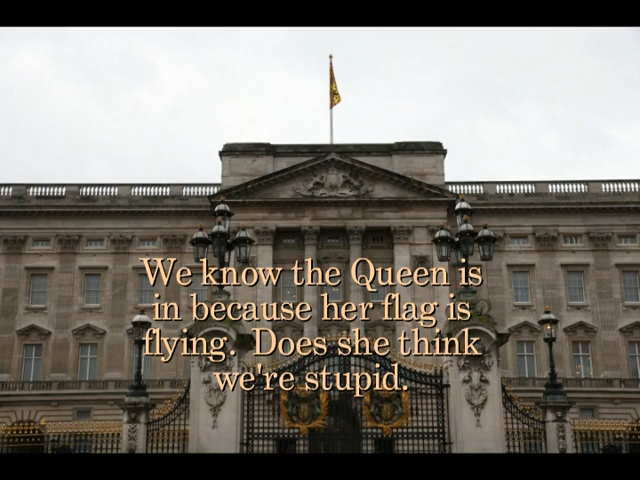 We know the Queen is
in because her flag is
flying.  Does she think
we're stupid.